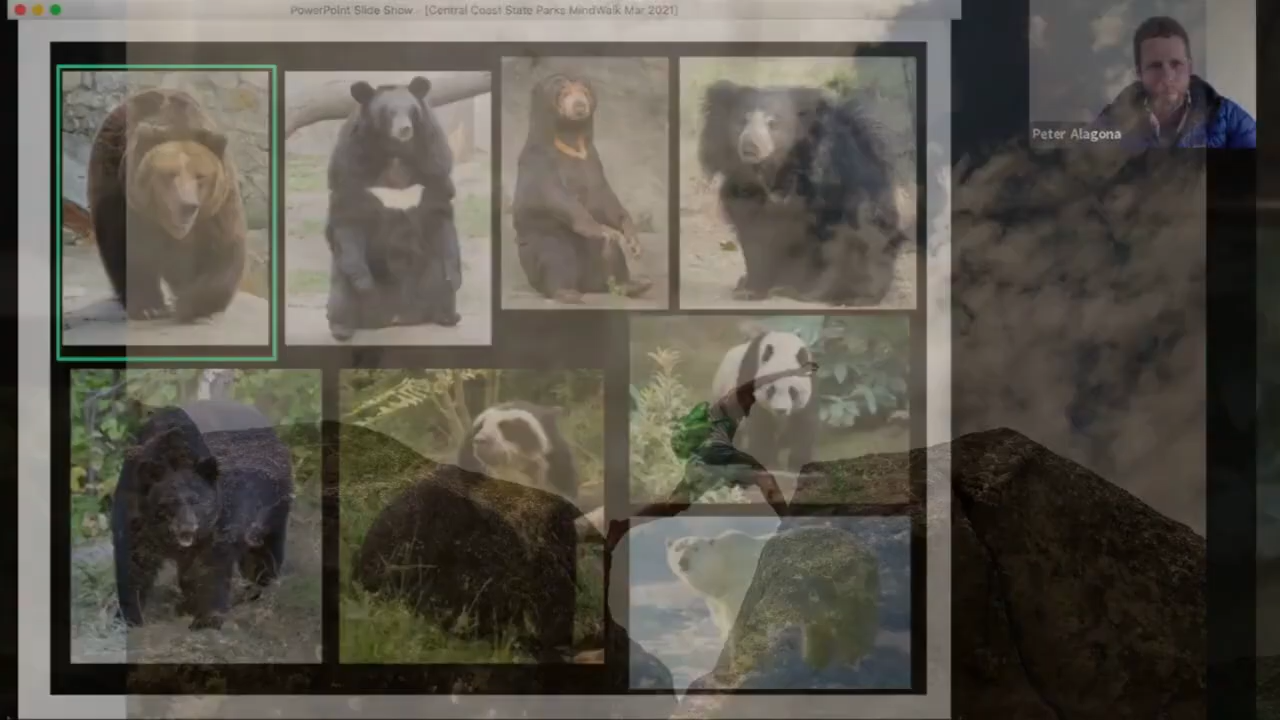 PowerPoint Slide Show - [Central Coast State Parks MindWalk Mar 2021]
Peter Alagona